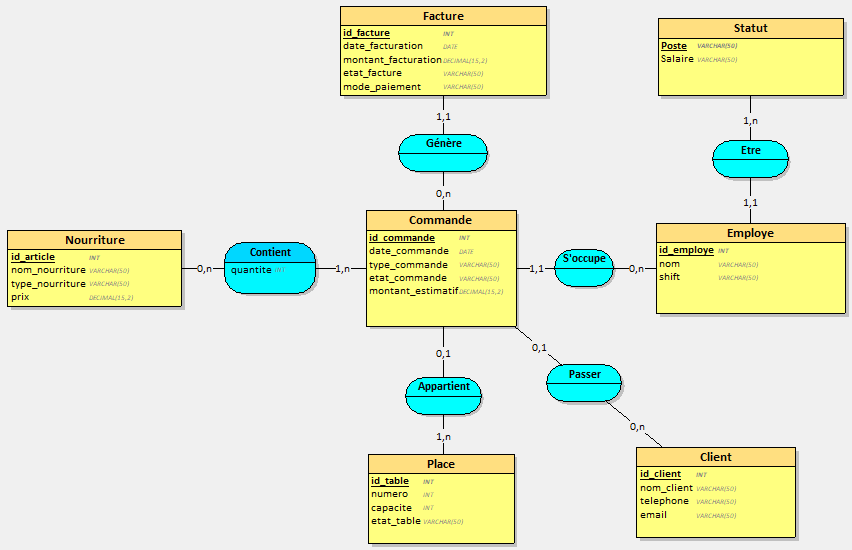 Facture
id_facture INT
date_facturation DATE
montant_facturation DECIMAL(15,2)
etat_facture VARCHAR(50)
mode_paiement VARCHAR(50)
Statut
Poste VARCHAR(50)
Salaire VARCHAR(50)
1,1
1,n
Génère
Etre
0,n
1,1
Nourriture
id_article INT
nom_nourriture VARCHAR(50)
type_nourriture VARCHAR(50)
prix DECIMAL(15,2)
0,n
Contient
quantite INT
1,n
Commande
id_commande INT
date_commande DATE
type_commande VARCHAR(50)
etat_commande VARCHAR(50)
montant_estimatif DECIMAL(15,2)
1,1
S'occupe
0,n
Employe
id_employe INT
nom VARCHAR(50)
shift VARCHAR(50)
0,1
0,1
Appartient
Passer
1,n
0,n
Place
id_table INT
numero INT
capacite INT
etat_table VARCHAR(50)
Client
id_client INT
nom_client VARCHAR(50)
telephone VARCHAR(50)
email VARCHAR(50)